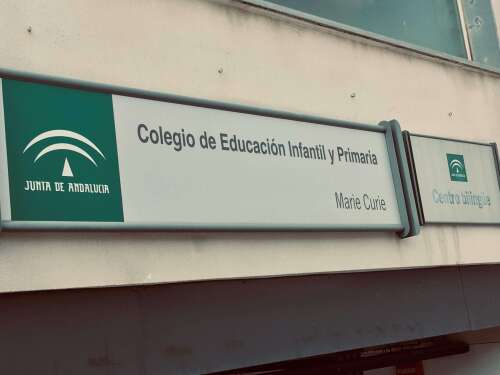 JUNTA DE ANDALUCIA
Colegio de Educación Infantil y Primaria
Marie Curie
Centro bilingüe